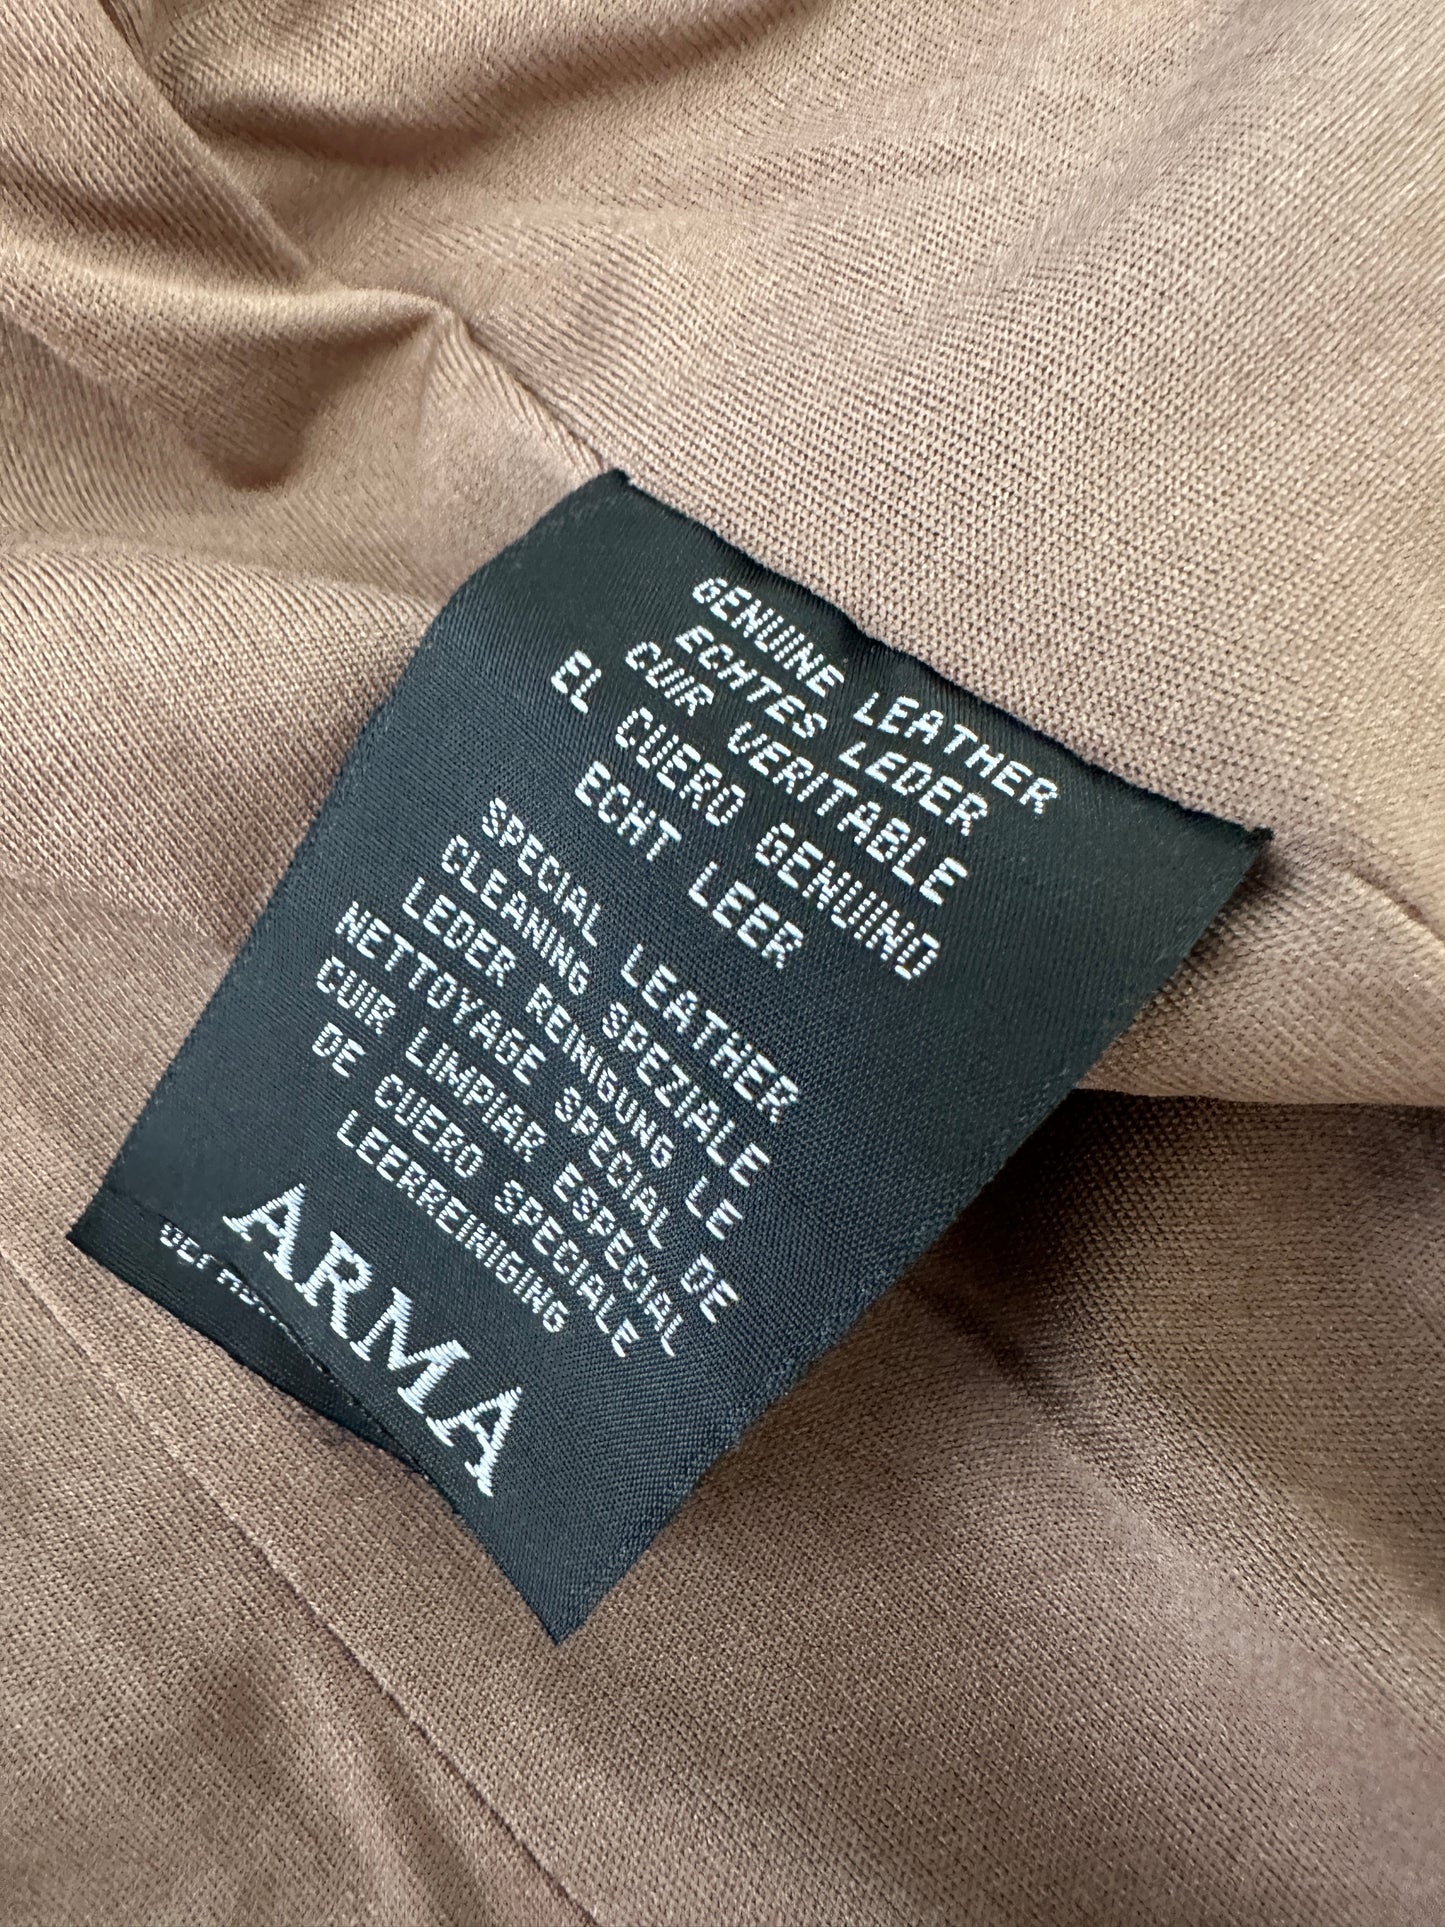 GENUINE LEATHER
ECHTES LEDER
CUIR VERITABLE
EL CUERO GENUINO
ECHT LEER
SPECIAL LEATHER
CLEANING SPEZIALE
LEDER REINIGUNG LE
NETTOYAGE SPECIAL DE
CUIR LIMPIAR ESPECIAL
DE CUERO SPECIALE
LEERREINIGING
ARMA